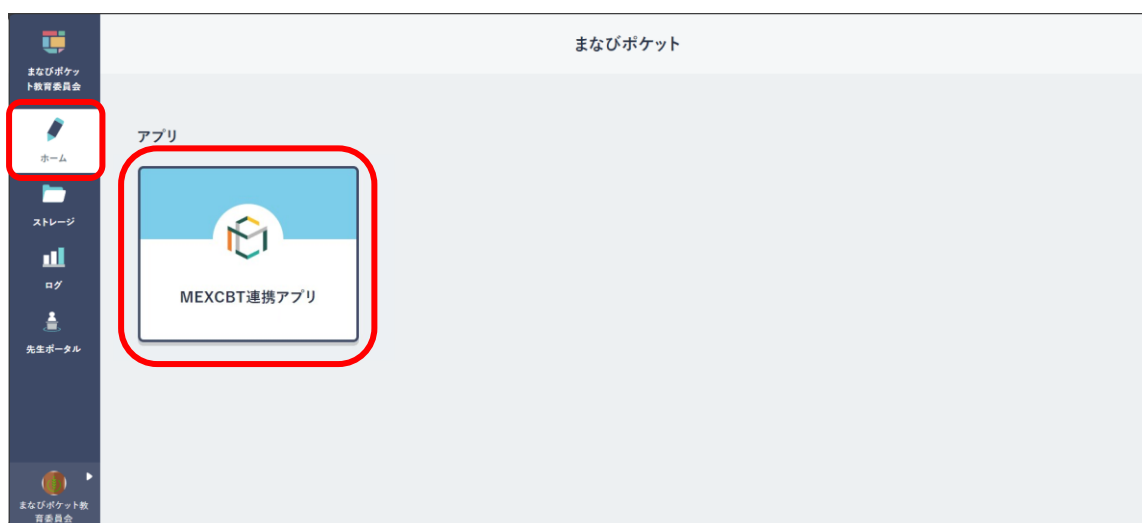 まなびポケット
まなびポケッ
ト教育委員会
ホーム
アプリ
MEXCBT連携アプリ
ストレージ
ログ
先生ポータル
まなびポケット教
育委員会